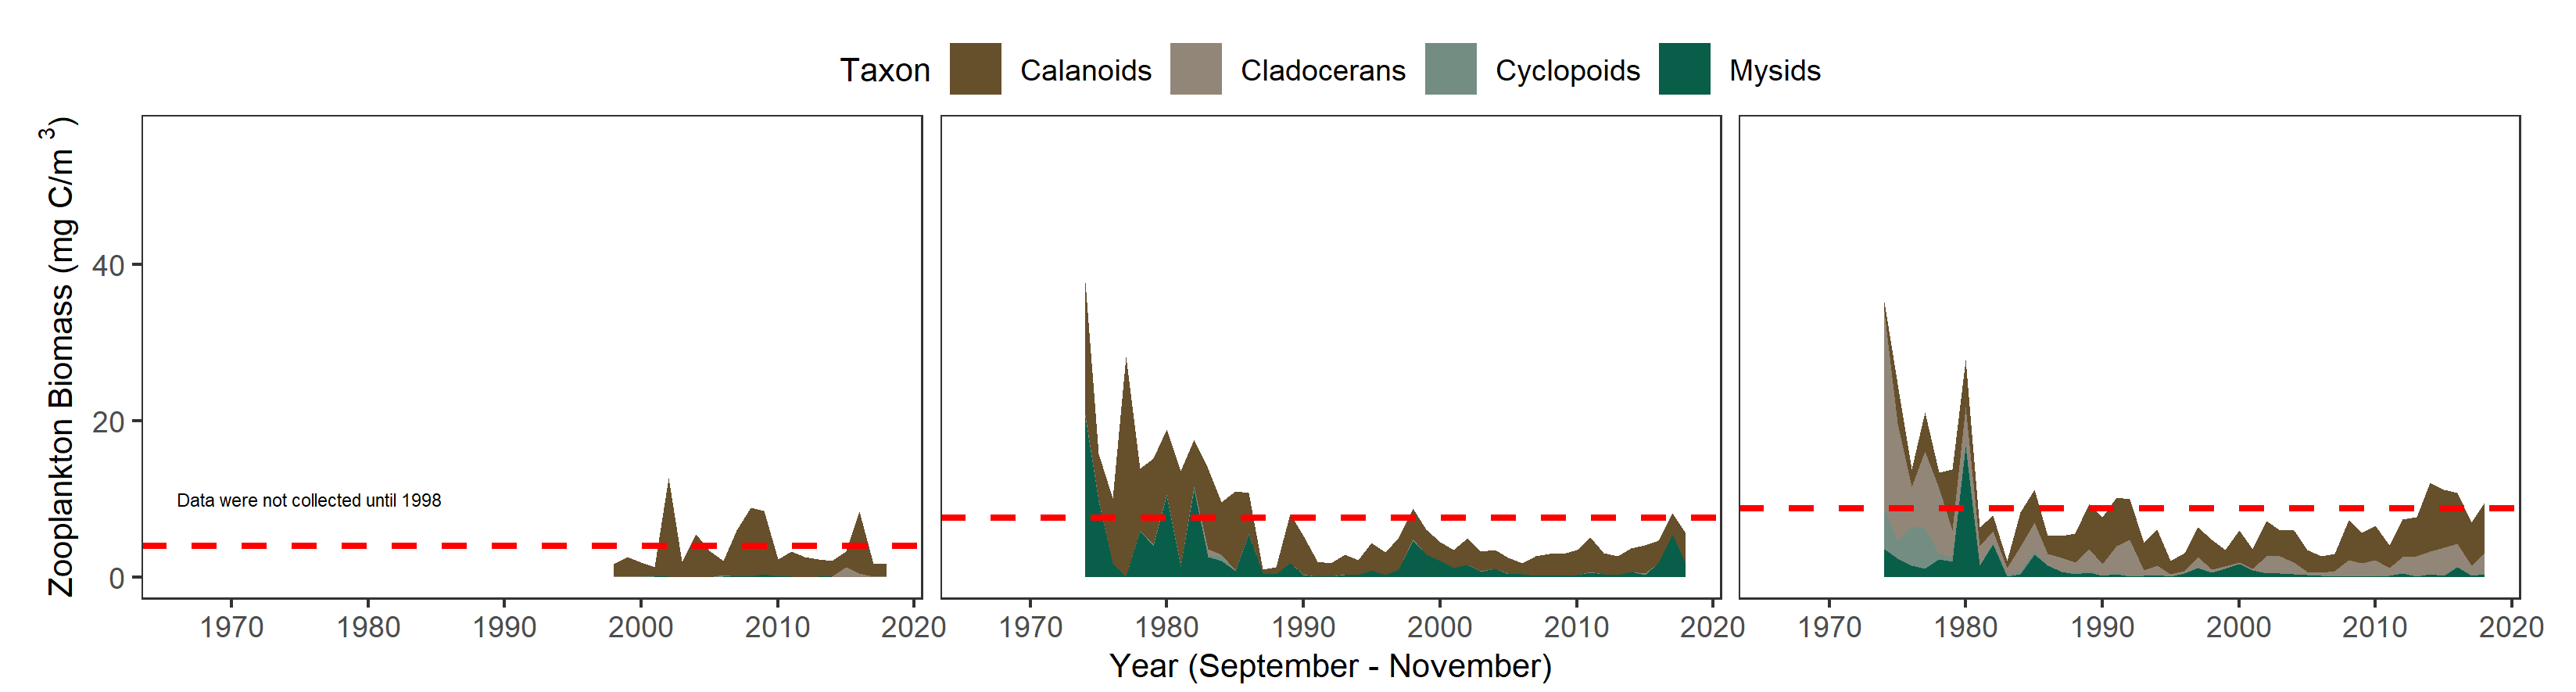 Taxon Calanoids Cladocerans Cyclopoids Mysids
Zooplankton Biomass (mg C/m 3)
40
20
0
Data were not collected until 1998
1970 1980 1990 2000 2010 2020
1970 1980 1990 2000 2010 2020
1970 1980 1990 2000 2010 2020
Year (September - November)